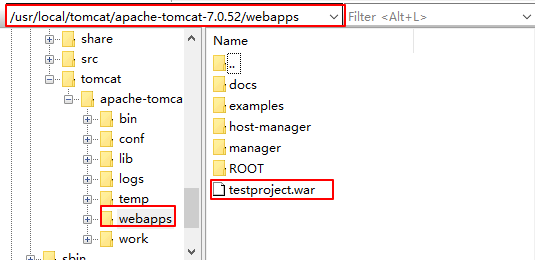 /usr/local/tomcat/apache-tomcat-7.0.52/webapps
Filter <Alt+L>
share
src
tomcat
apache-tomca
bin
conf
lib
logs
temp
webapps
work
sbin
Name
..
docs
examples
host-manager
manager
ROOT
testproject.war